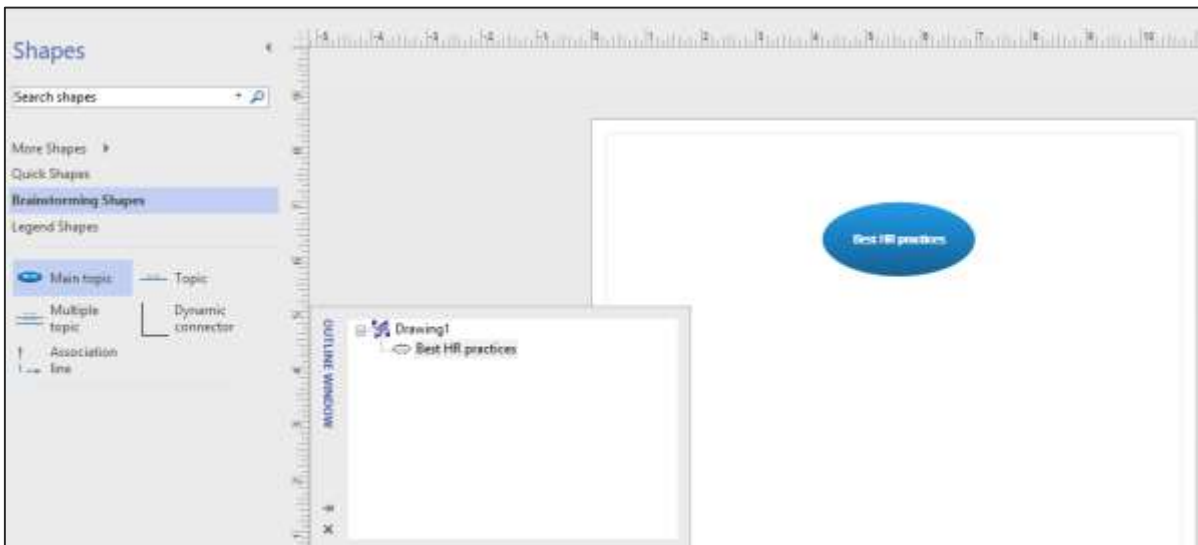 Shapes
Search shapes
More Shapes
Quick Shapes
Brainstorming Shapes
Legend Shapes
Main topic
Topic
Multiple topic
Dynamic connector
Association line
OUTLINE WINDOW
Drawing1
Best HR practices
Best HR practices